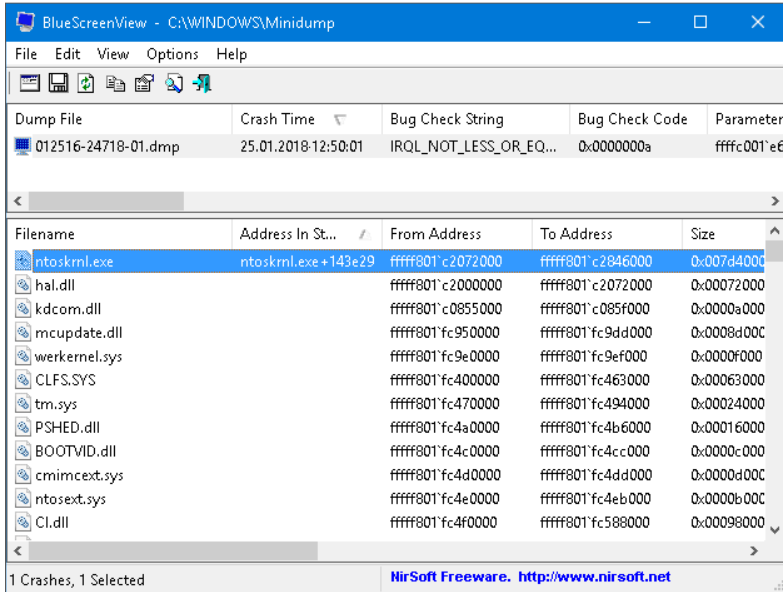 BlueScreenView - C:\WINDOWS\Minidump
File Edit View Options Help
Dump File Crash Time Bug Check String Bug Check Code Parameter
012516-24718-01.dmp 25.01.2018-12:50:01 IRQL_NOT_LESS_OR_EQ... 0x0000000a ffffc001`e6
Filename Address In St... From Address To Address Size
ntoskrnl.exe ntoskrnl.exe+143e29 fffff801`c2072000 fffff801`c2846000 0x007d4000
hal.dll fffff801`c2000000 fffff801`c2072000 0x00072000
kdcom.dll fffff801`c0855000 fffff801`c085f000 0x0000a000
mcupdate.dll fffff801`fc950000 fffff801`fc9dd000 0x0008d000
werkernel.sys fffff801`fc9e0000 fffff801`fc9ef000 0x0000f000
CLFS.SYS fffff801`fc400000 fffff801`fc463000 0x00063000
tm.sys fffff801`fc470000 fffff801`fc494000 0x00024000
PSHED.dll fffff801`fc4a0000 fffff801`fc4b6000 0x00016000
BOOTVID.dll fffff801`fc4c0000 fffff801`fc4cc000 0x0000c000
cmimcext.sys fffff801`fc4d0000 fffff801`fc4dd000 0x0000d000
ntosext.sys fffff801`fc4e0000 fffff801`fc4eb000 0x0000b000
CI.dll fffff801`fc4f0000 fffff801`fc588000 0x00098000
1 Crashes, 1 Selected NirSoft Freeware. http://www.nirsoft.net